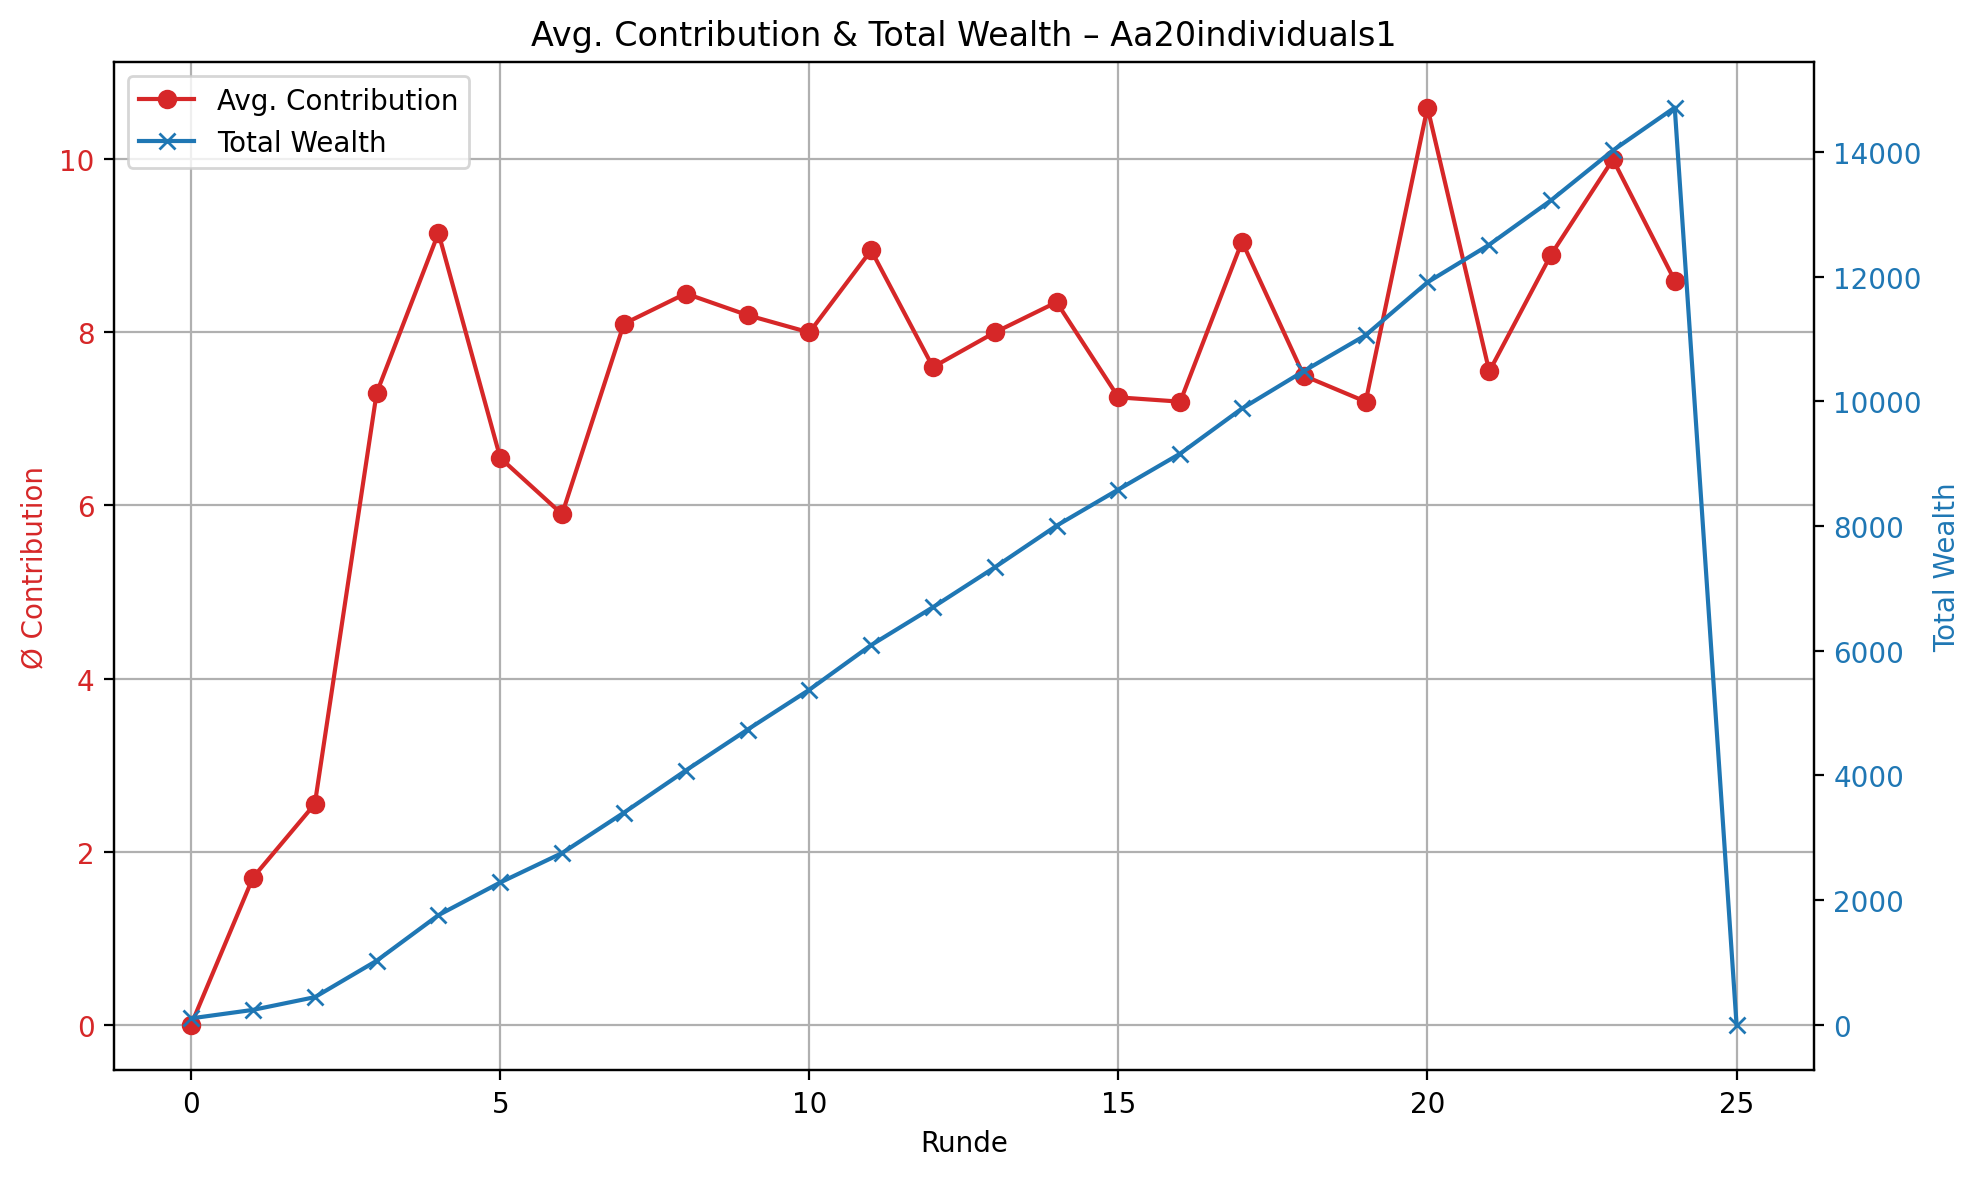 Avg. Contribution & Total Wealth – Aa20individuals1
Avg. Contribution
Total Wealth
Ø Contribution
10
8
6
4
2
0
14000
12000
10000
8000
6000
4000
2000
0
Total Wealth
0 5 10 15 20 25
Runde